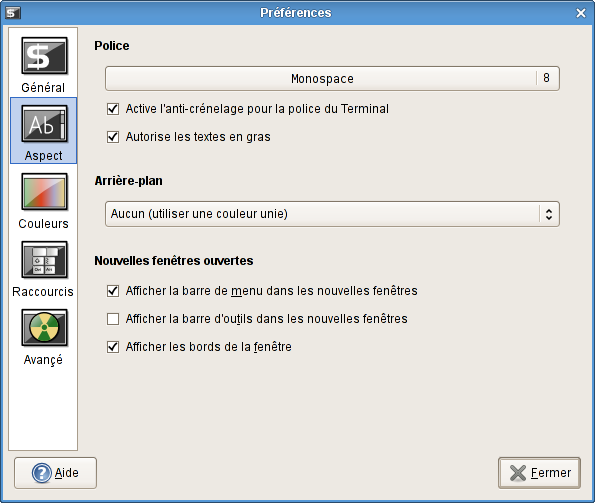 Préférences
Général
Aspect
Couleurs
Raccourcis
Avançé
Police
Monospace 8
Active l'anti-crénelage pour la police du Terminal
Autorise les textes en gras
Arrière-plan
Aucun (utiliser une couleur unie)
Nouvelles fenêtres ouvertes
Afficher la barre de menu dans les nouvelles fenêtres
Afficher la barre d'outils dans les nouvelles fenêtres
Afficher les bords de la fenêtre
Aide
Fermer